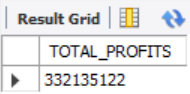 Result Grid
TOTAL_PROFITS
332135122